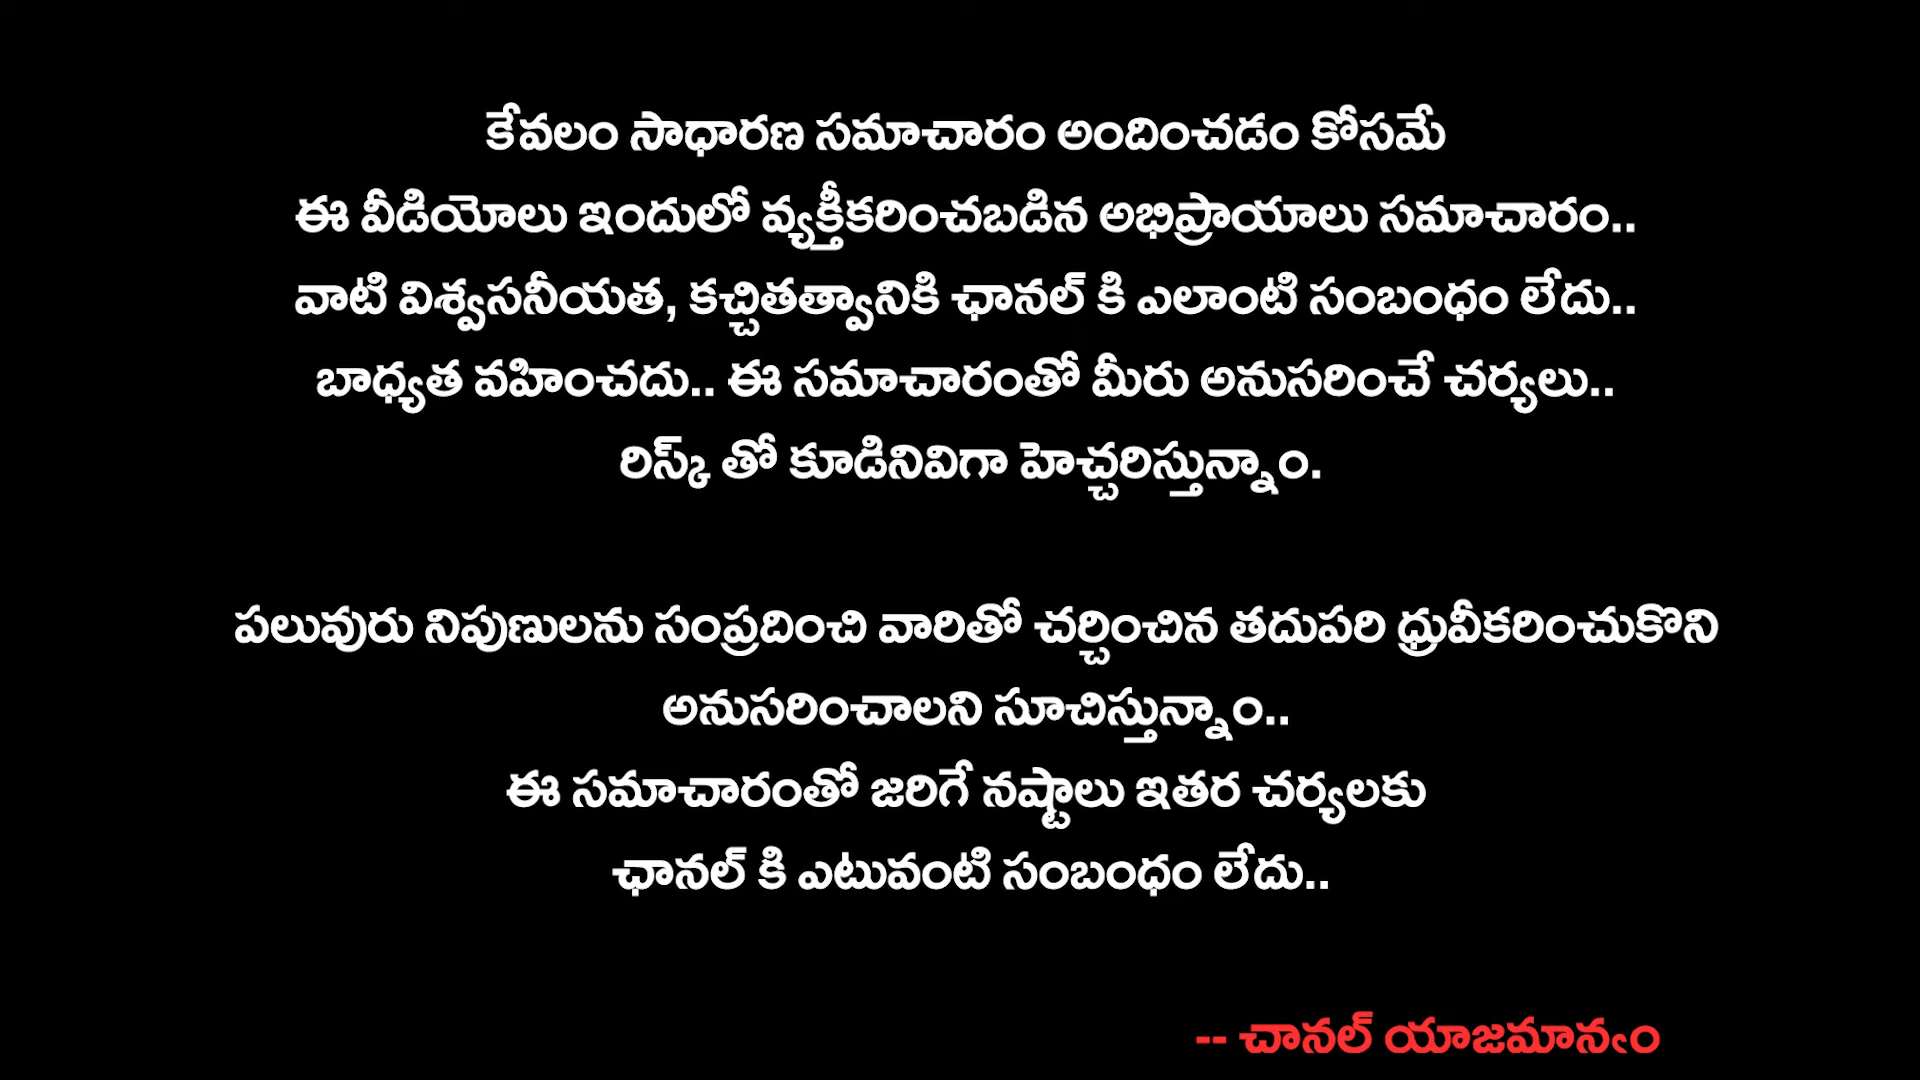 కేవలం సాధారణ సమాచారం అందించడం కోసమే
ఈ వీడియోలు ఇందులో వ్యక్తీకరించబడిన అభిప్రాయాలు సమాచారం..
వాటి విశ్వసనీయత, కచ్చితత్వానికి ఛానల్ కి ఎలాంటి సంబంధం లేదు..
బాధ్యత వహించదు.. ఈ సమాచారంతో మీరు అనుసరించే చర్యలు..
రిస్క్ తో కూడినివిగా హెచ్చరిస్తున్నాం.
పలువురు నిపుణులను సంప్రదించి వారితో చర్చించిన తదుపరి ధ్రువీకరించుకొని
అనుసరించాలని సూచిస్తున్నాం..
ఈ సమాచారంతో జరిగే నష్టాలు ఇతర చర్యలకు
ఛానల్ కి ఎటువంటి సంబంధం లేదు..
-- చానల్ యాజమాన్యం